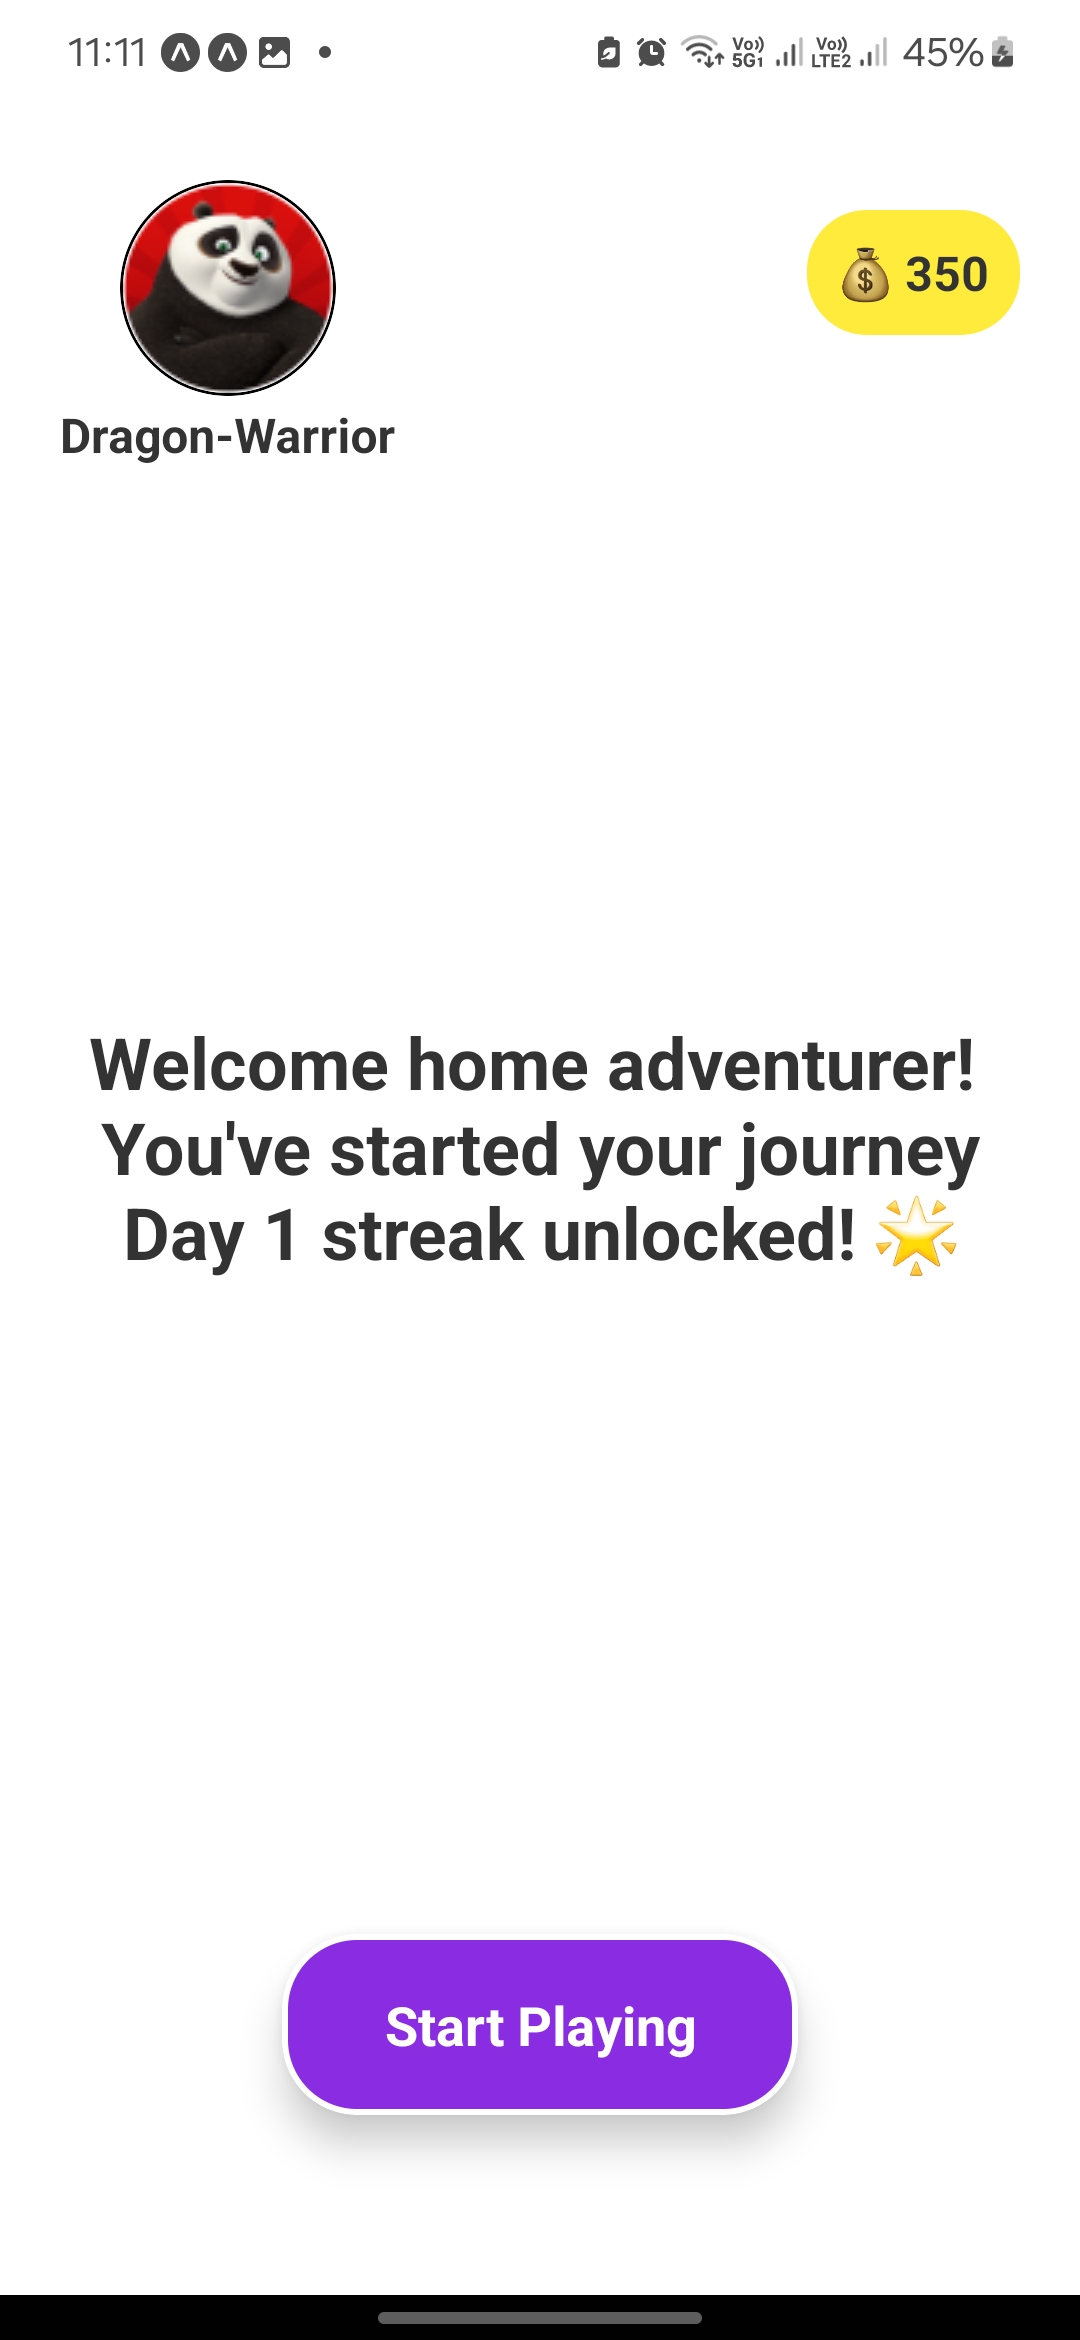 11:11
Vo)) 5G1 Vo)) LTE2 45%
350
Dragon-Warrior
Welcome home adventurer!
You've started your journey
Day 1 streak unlocked! 🌟
Start Playing